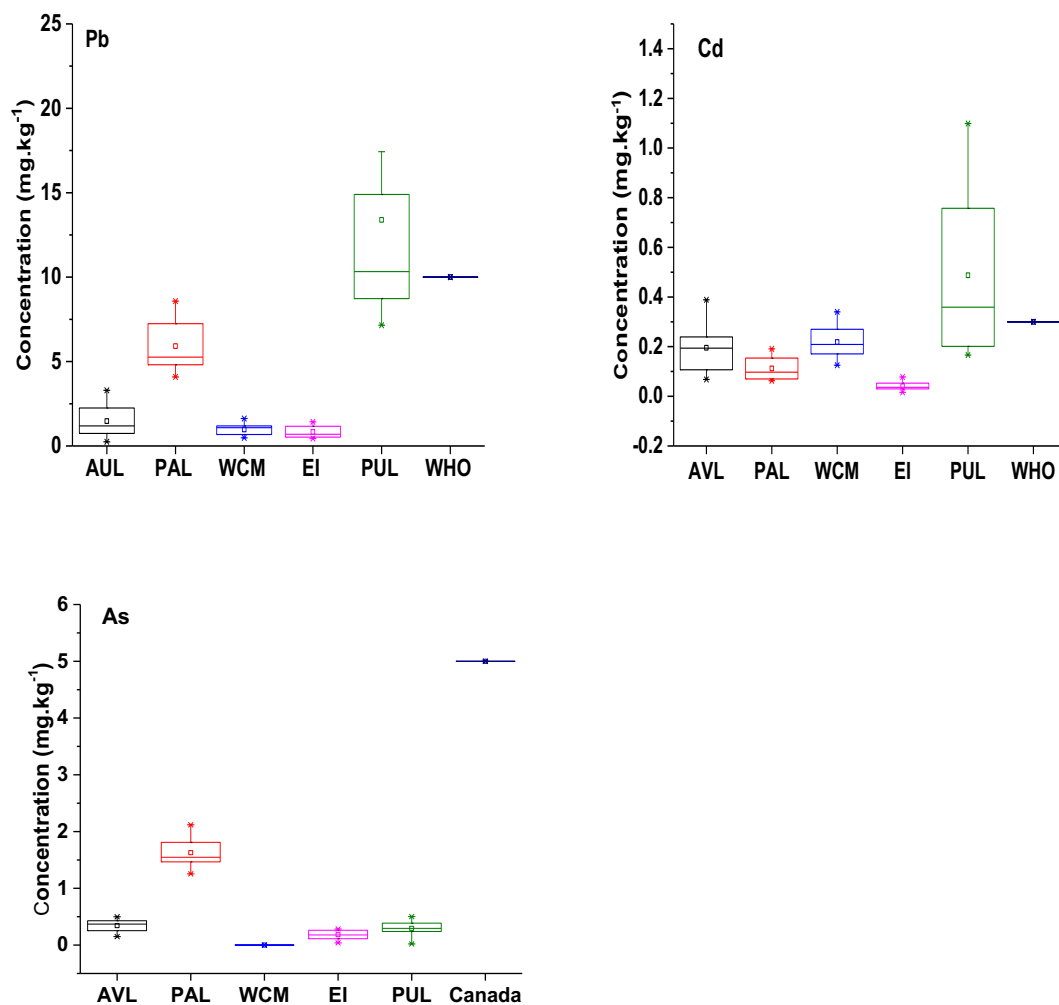 Pb
Concentration (mg.kg⁻¹)
25
20
15
10
5
0
AUL PAL WCM EI PUL WHO
Cd
Concentration (mg.kg⁻¹)
1.4
1.2
1.0
0.8
0.6
0.4
0.2
0.0
-0.2
AVL PAL WCM EI PUL WHO
As
Concentration (mg.kg⁻¹)
6
5
4
3
2
1
0
AVL PAL WCM EI PUL Canada